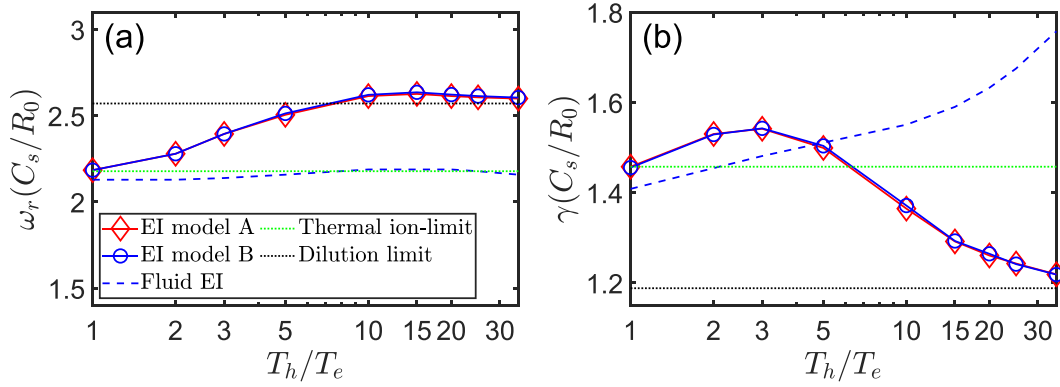 (a)
3
2.5
2
1.5
ω_r(C_s/R_0)
EI model A
EI model B
Fluid EI
Thermal ion-limit
Dilution limit
1 2 3 5 10 15 20 30
T_h/T_e
(b)
1.8
1.6
1.4
1.2
γ(C_s/R_0)
1 2 3 5 10 15 20 30
T_h/T_e